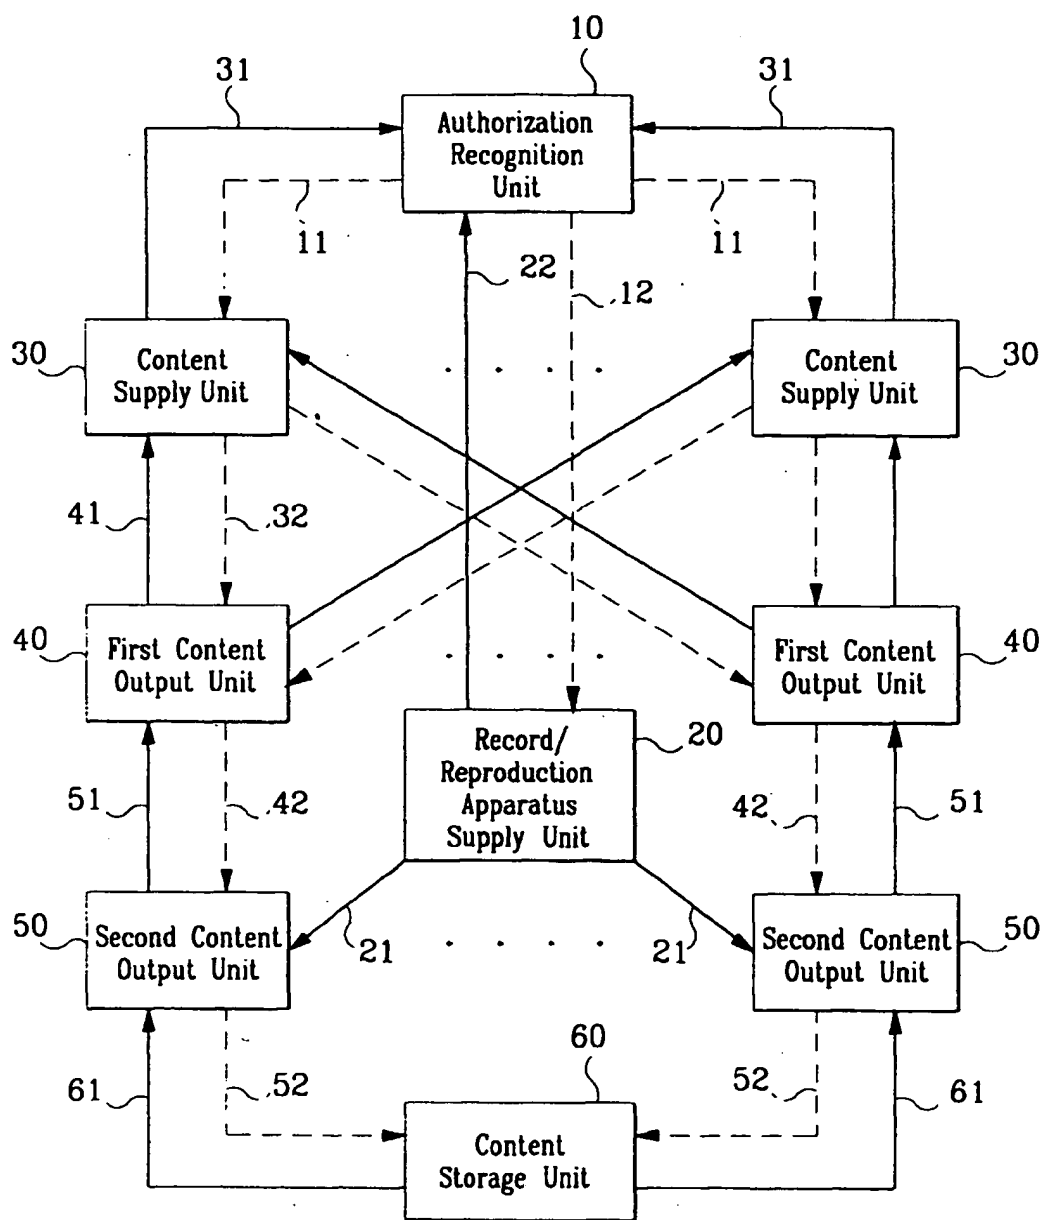 10
31
31
Authorization
Recognition
Unit
11
11
22
12
30
Content
Supply Unit
Content
Supply Unit
30
41
32
40
First Content
Output Unit
First Content
Output Unit
40
20
Record/
Reproduction
Apparatus
Supply Unit
51
42
42
51
50
Second Content
Output Unit
21
21
Second Content
Output Unit
50
60
61
52
52
61
Content
Storage Unit